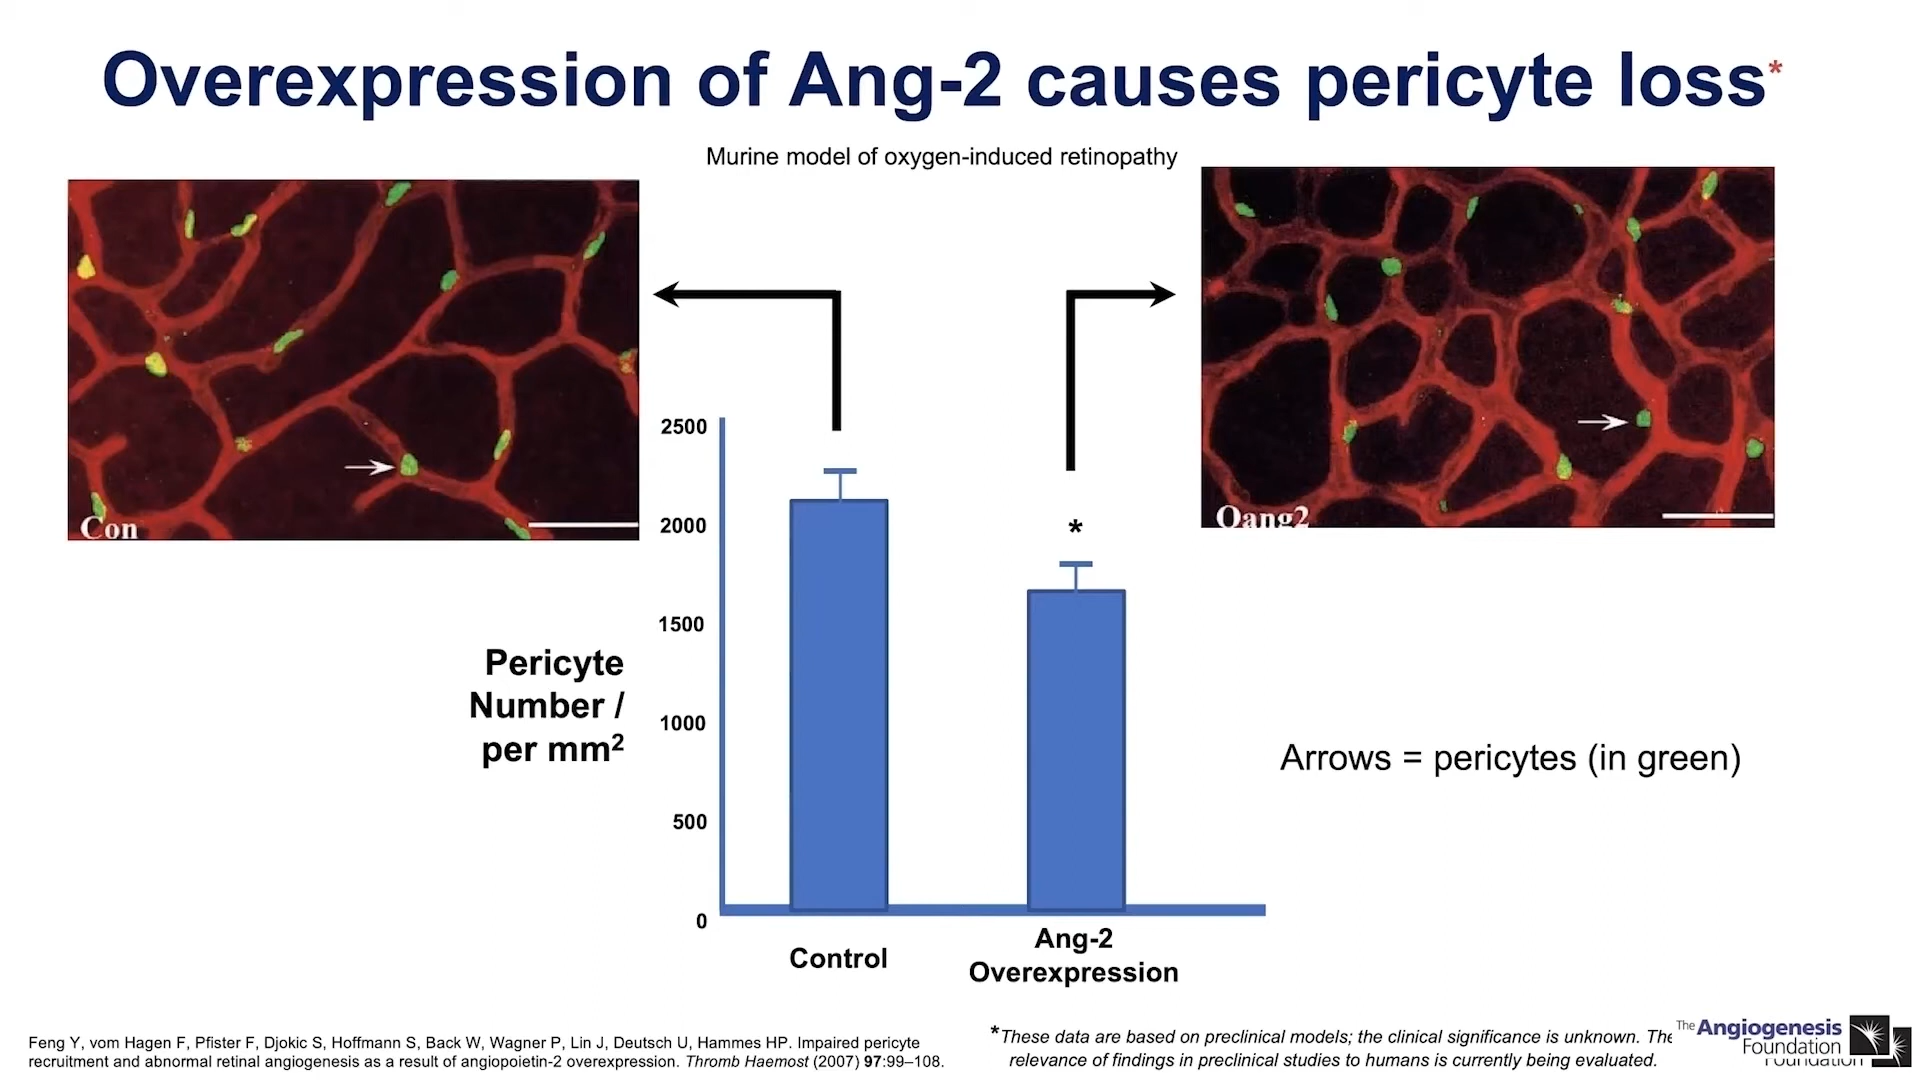 Overexpression of Ang-2 causes pericyte loss*
Murine model of oxygen-induced retinopathy
Con
Qang2
2500
2000
1500
1000
500
0
*
Pericyte
Number /
per mm²
Control
Ang-2
Overexpression
Arrows = pericytes (in green)
Feng Y, vom Hagen F, Pfister F, Djokic S, Hoffmann S, Back W, Wagner P, Lin J, Deutsch U, Hammes HP. Impaired pericyte
recruitment and abnormal retinal angiogenesis as a result of angiopoietin-2 overexpression. Thromb Haemost (2007) 97:99–108.
*These data are based on preclinical models; the clinical significance is unknown. The
relevance of findings in preclinical studies to humans is currently being evaluated.
The Angiogenesis
Foundation